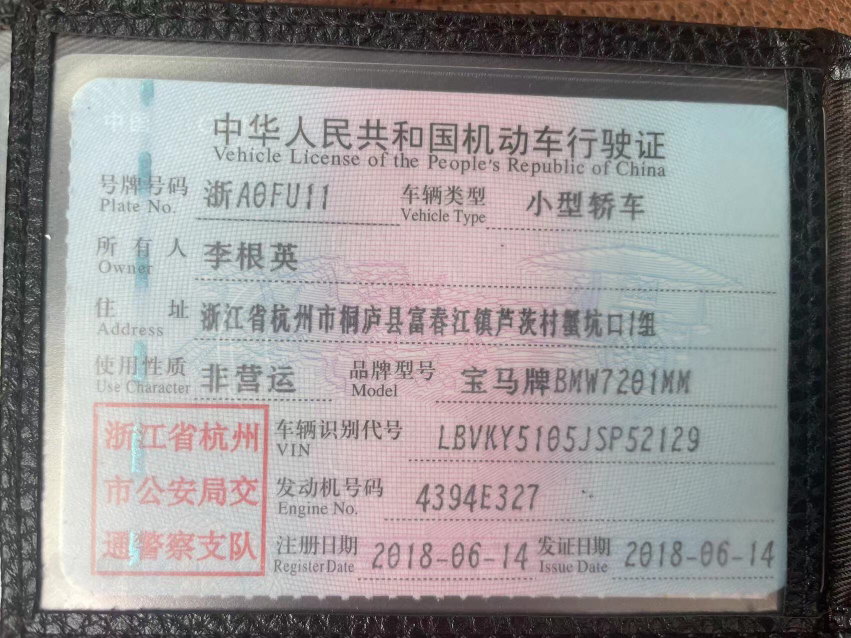 中华人民共和国机动车行驶证
Vehicle License of the People's Republic of China
号牌号码 浙A0FU11 车辆类型 小型轿车
Plate No. Vehicle Type
所有人 李根英
Owner
住址 浙江省杭州市桐庐县富春江镇芦茨村蟹坑口1组
Address
使用性质 非营运 品牌型号 宝马牌BMW7201MM
Use Character Model
浙江省杭州 车辆识别代号 LBVKY5105JSP52129
VIN
市公安局交 发动机号码 4394E327
Engine No.
通警察支队 注册日期 2018-06-14 发证日期 2018-06-14
Register Date Issue Date